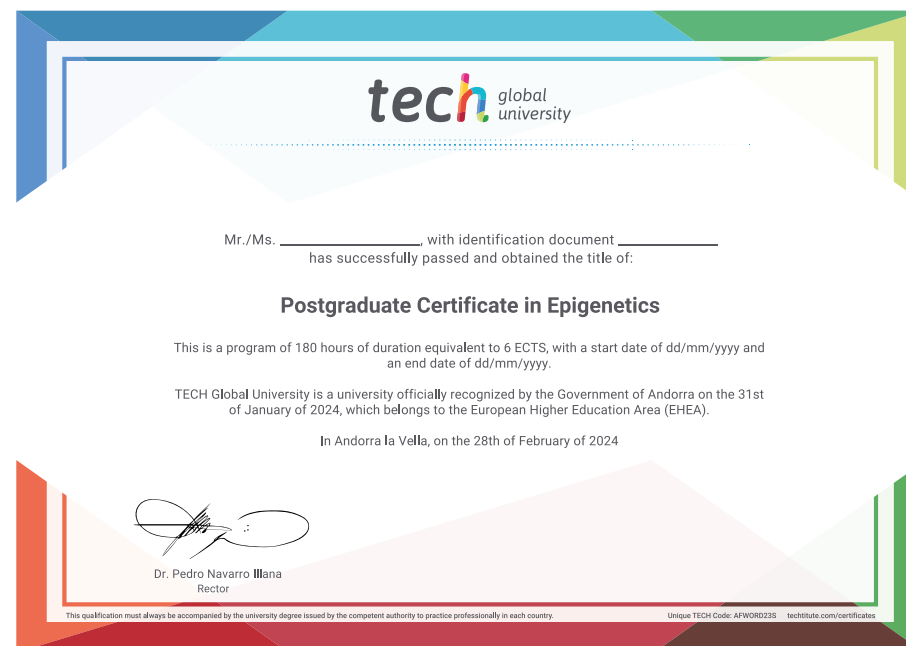 tech global
university
Mr./Ms. ____________, with identification document ____________
has successfully passed and obtained the title of:
Postgraduate Certificate in Epigenetics
This is a program of 180 hours of duration equivalent to 6 ECTS, with a start date of dd/mm/yyyy and
an end date of dd/mm/yyyy.
TECH Global University is a university officially recognized by the Government of Andorra on the 31st
of January of 2024, which belongs to the European Higher Education Area (EHEA).
In Andorra la Vella, on the 28th of February of 2024
Dr. Pedro Navarro Illana
Rector
This qualification must always be accompanied by the university degree issued by the competent authority to practice professionally in each country.
Unique TECH Code: AFWORD23S techtitute.com/certificates